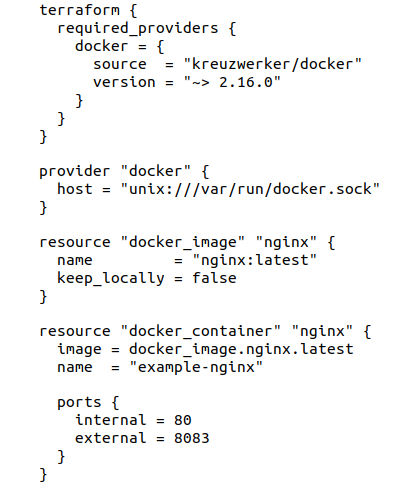 terraform {
  required_providers {
    docker = {
      source  = "kreuzwerker/docker"
      version = "~> 2.16.0"
    }
  }
}

provider "docker" {
  host = "unix:///var/run/docker.sock"
}

resource "docker_image" "nginx" {
  name         = "nginx:latest"
  keep_locally = false
}

resource "docker_container" "nginx" {
  image = docker_image.nginx.latest
  name  = "example-nginx"

  ports {
    internal = 80
    external = 8083
  }
}